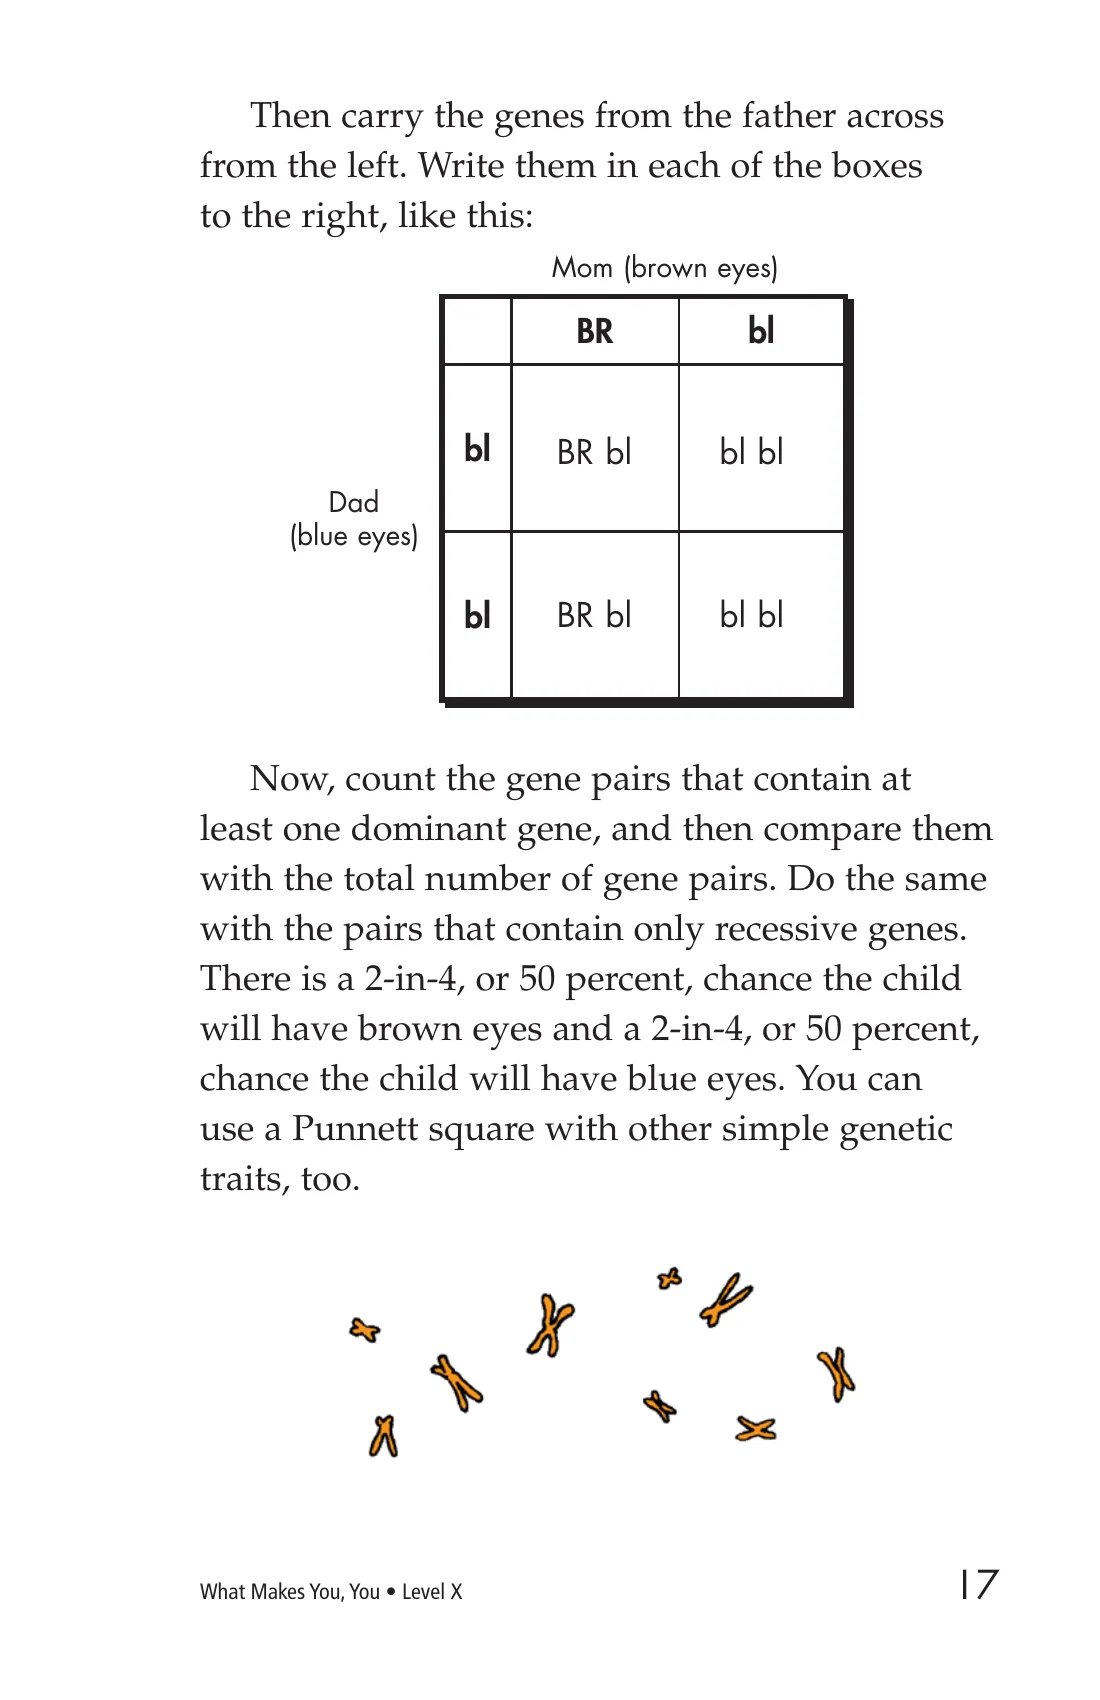 Then carry the genes from the father across
from the left. Write them in each of the boxes
to the right, like this:
Mom (brown eyes)
BR bl
bl BR bl bl bl
Dad
(blue eyes)
bl BR bl bl bl
Now, count the gene pairs that contain at
least one dominant gene, and then compare them
with the total number of gene pairs. Do the same
with the pairs that contain only recessive genes.
There is a 2-in-4, or 50 percent, chance the child
will have brown eyes and a 2-in-4, or 50 percent,
chance the child will have blue eyes. You can
use a Punnett square with other simple genetic
traits, too.
What Makes You, You • Level X 17